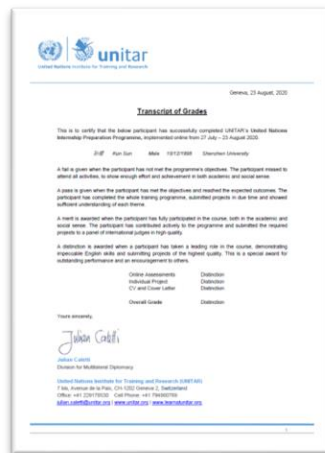 unitar
United Nations Institute for Training and Research
Geneva, 23 August, 2020
Transcript of Grades
This is to certify that the below participant has successfully completed UNITAR's United Nations
Internship Preparation Programme, implemented online from 27 July – 23 August 2020.
Kun Sun Male 10/12/1998 Shenzhen University
A fail is given when the participant has not met the programme's objectives. The participant missed to
attend all activities, to show enough effort and achievement in both academic and social sense.
A pass is given when the participant has met the objectives and reached the expected outcomes. The
participant has completed the whole training programme, submitted projects in due time and showed
sufficient understanding of each theme.
A merit is awarded when the participant has fully participated in the course, both in the academic and
social sense. The participant has contributed actively to the programme and submitted the required
projects to a panel of international judges in high quality.
A distinction is awarded when a participant has taken a leading role in the course, demonstrating
impeccable English skills and submitting projects of the highest quality. This is a special award for
outstanding performance and an encouragement to others.
Online Assessments Distinction
Individual Project Distinction
CV and Cover Letter Distinction
Overall Grade Distinction
Yours sincerely,
Julian Caletti
Julian Caletti
Division for Multilateral Diplomacy
United Nations Institute for Training and Research (UNITAR)
7 bis, Avenue de la Paix, CH-1202 Geneva 2, Switzerland
julian.caletti@unitar.org | www.unitar.org | www.learnatunitar.org